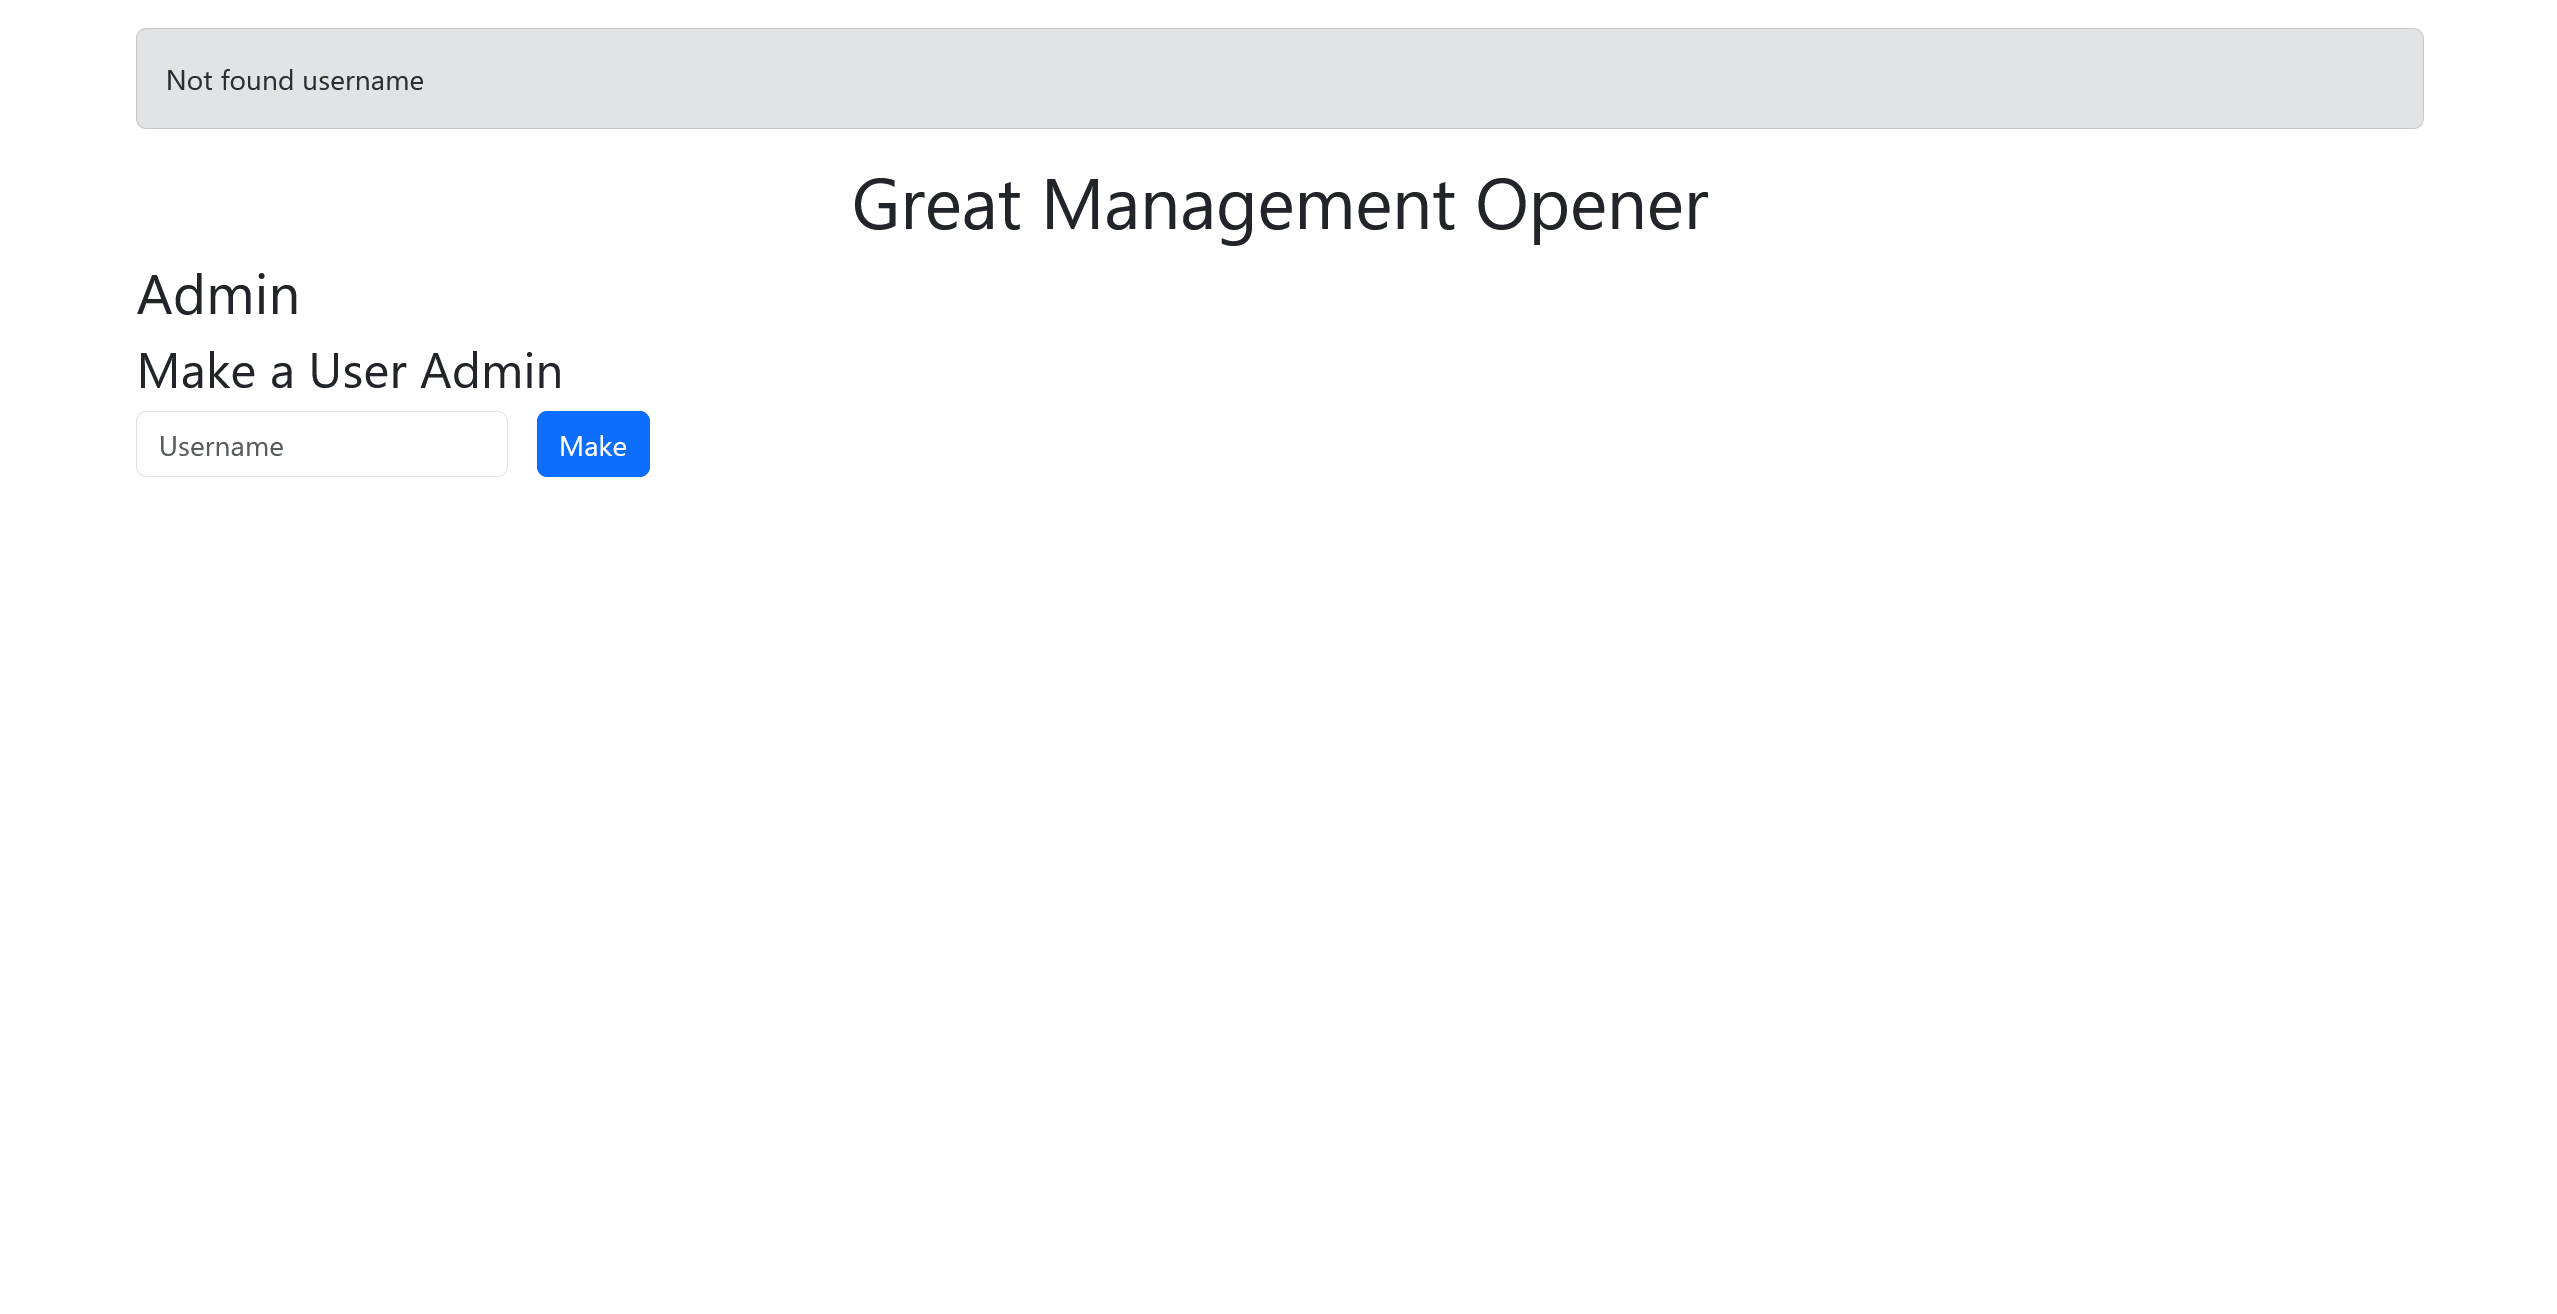 Not found username
Great Management Opener
Admin
Make a User Admin
Username
Make